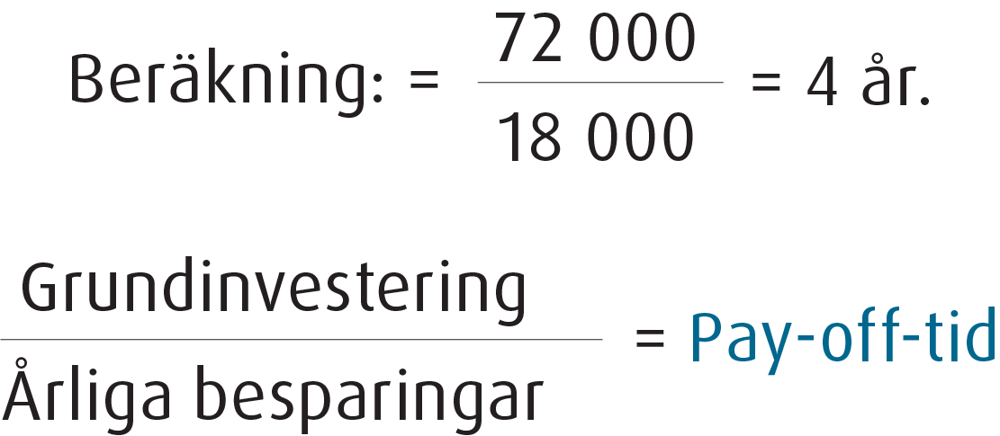 Beräkning: = 72 000 / 18 000 = 4 år.
Grundinvestering / Årliga besparingar = Pay-off-tid